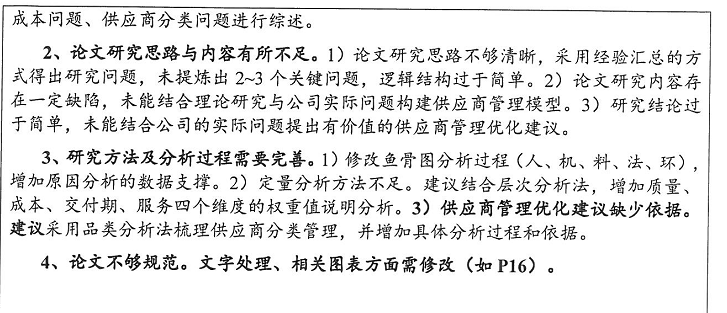 成本问题、供应商分类问题进行综述。
2、论文研究思路与内容有所不足。1）论文研究思路不够清晰，采用经验汇总的方
式得出研究问题，未提炼出 2~3 个关键问题，逻辑结构过于简单。2）论文研究内容存
在一定缺陷，未能结合理论研究与公司实际问题构建供应商管理模型。3）研究结论过
于简单，未能结合公司的实际问题提出有价值的供应商管理优化建议。
3、研究方法及分析过程需要完善。1）修改鱼骨图分析过程（人、机、料、法、环），
增加原因分析的数据支撑。2）定量分析方法不足。建议结合层次分析法，增加质量、
成本、交付期、服务四个维度的权重值说明分析。3）供应商管理优化建议缺少依据。
建议采用品类分析法梳理供应商分类管理，并增加具体分析过程和依据。
4、论文不够规范。文字处理、相关图表方面需修改（如 P16）。